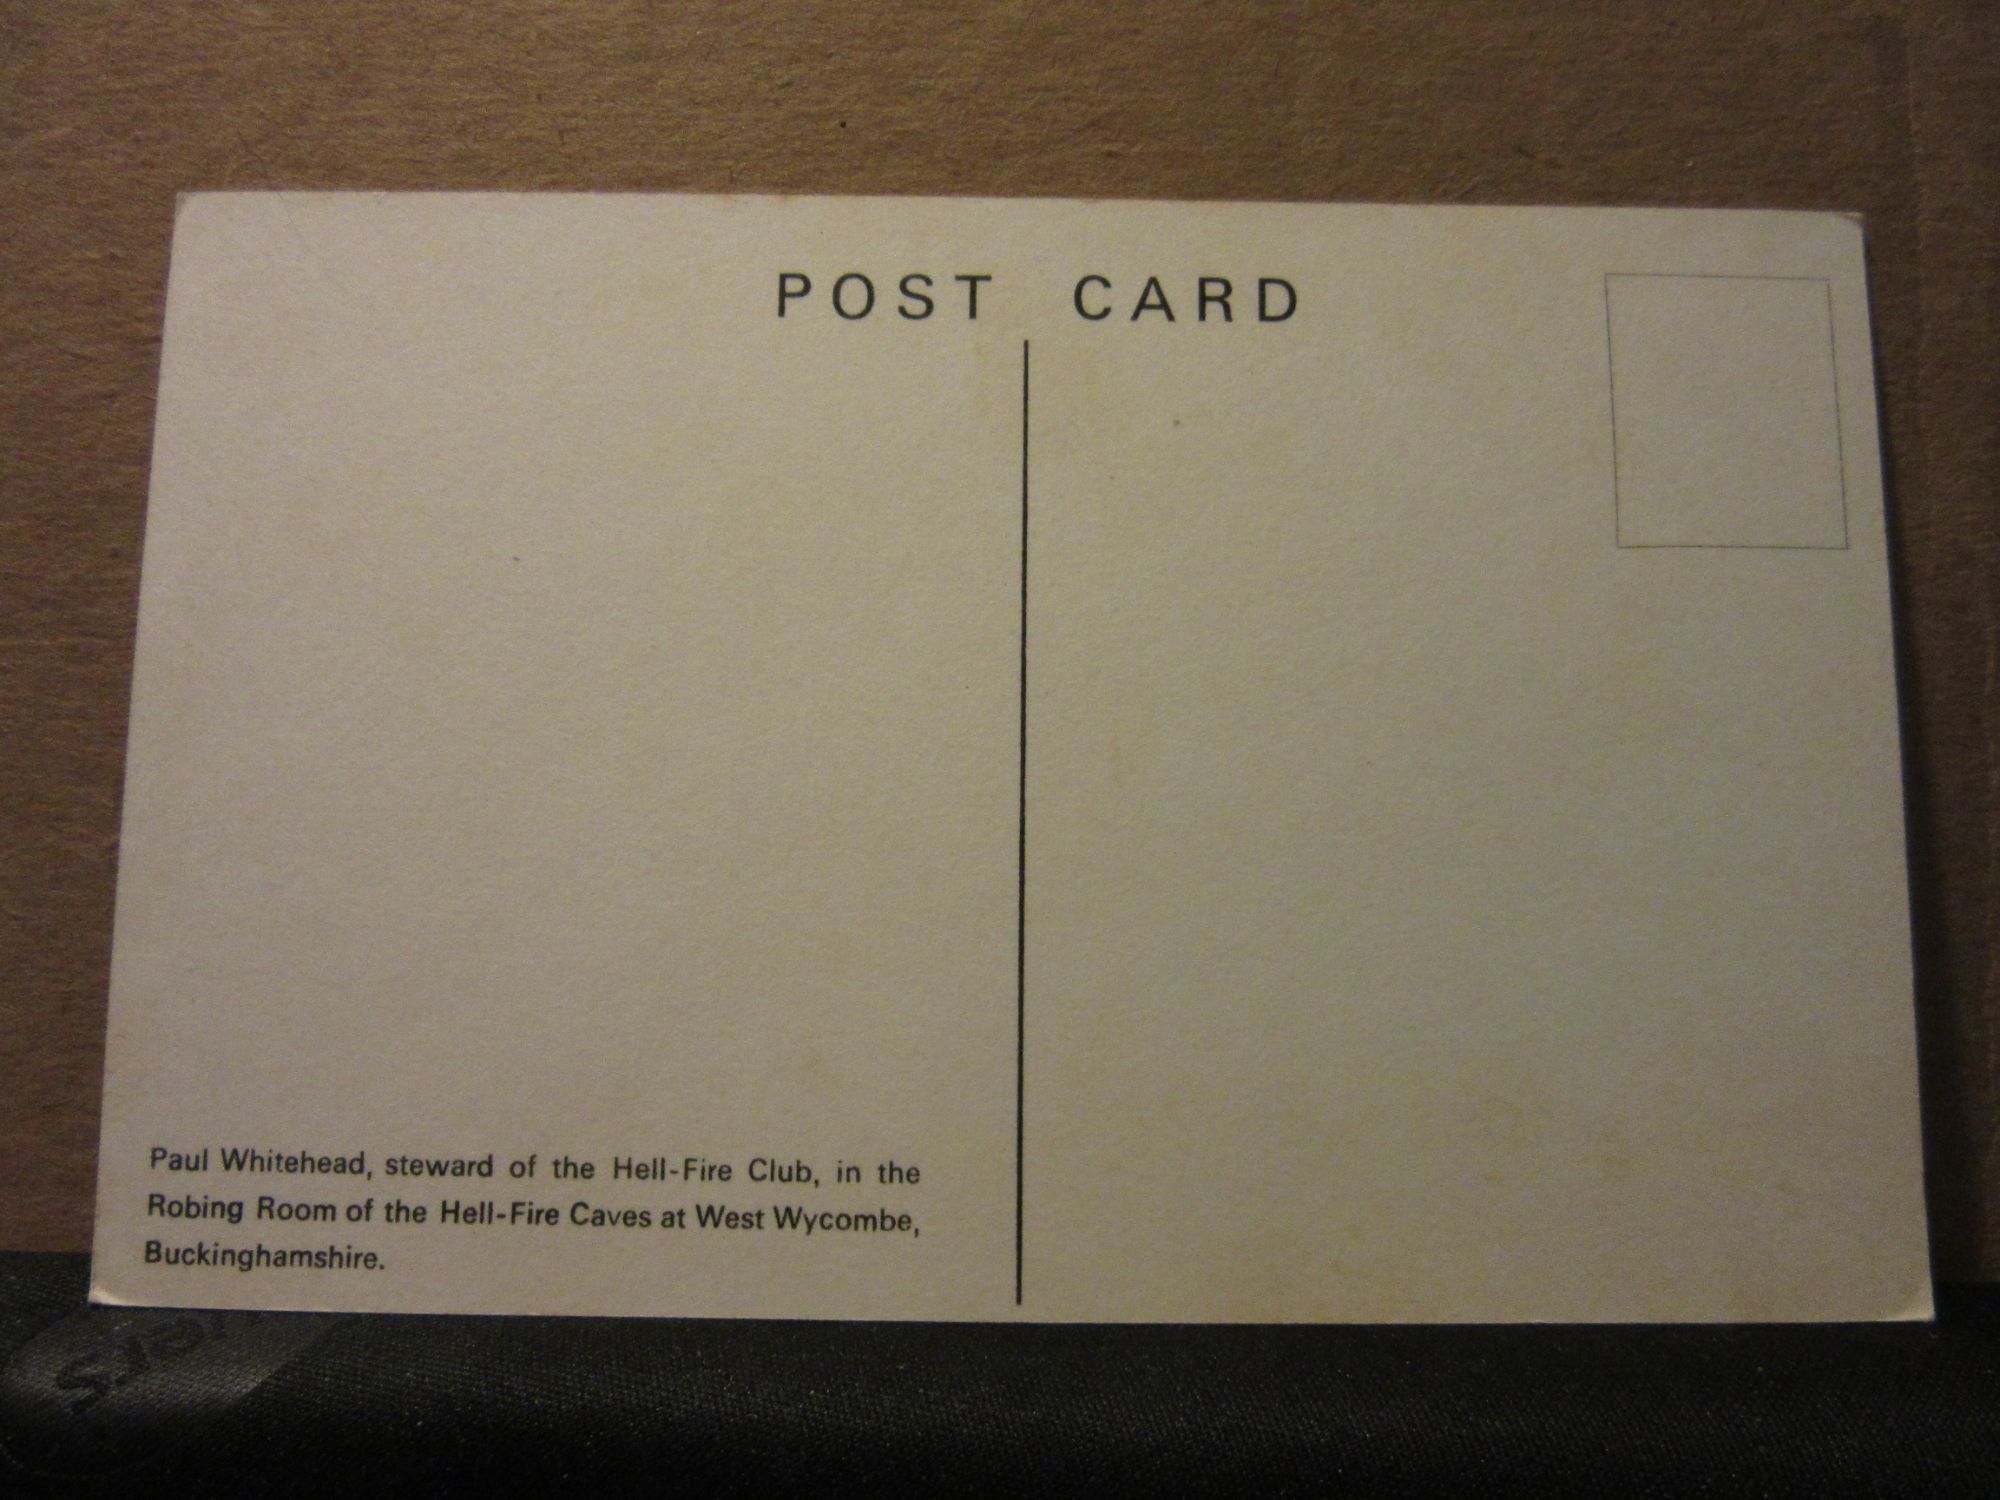 POST CARD
Paul Whitehead, steward of the Hell-Fire Club, in the
Robing Room of the Hell-Fire Caves at West Wycombe,
Buckinghamshire.